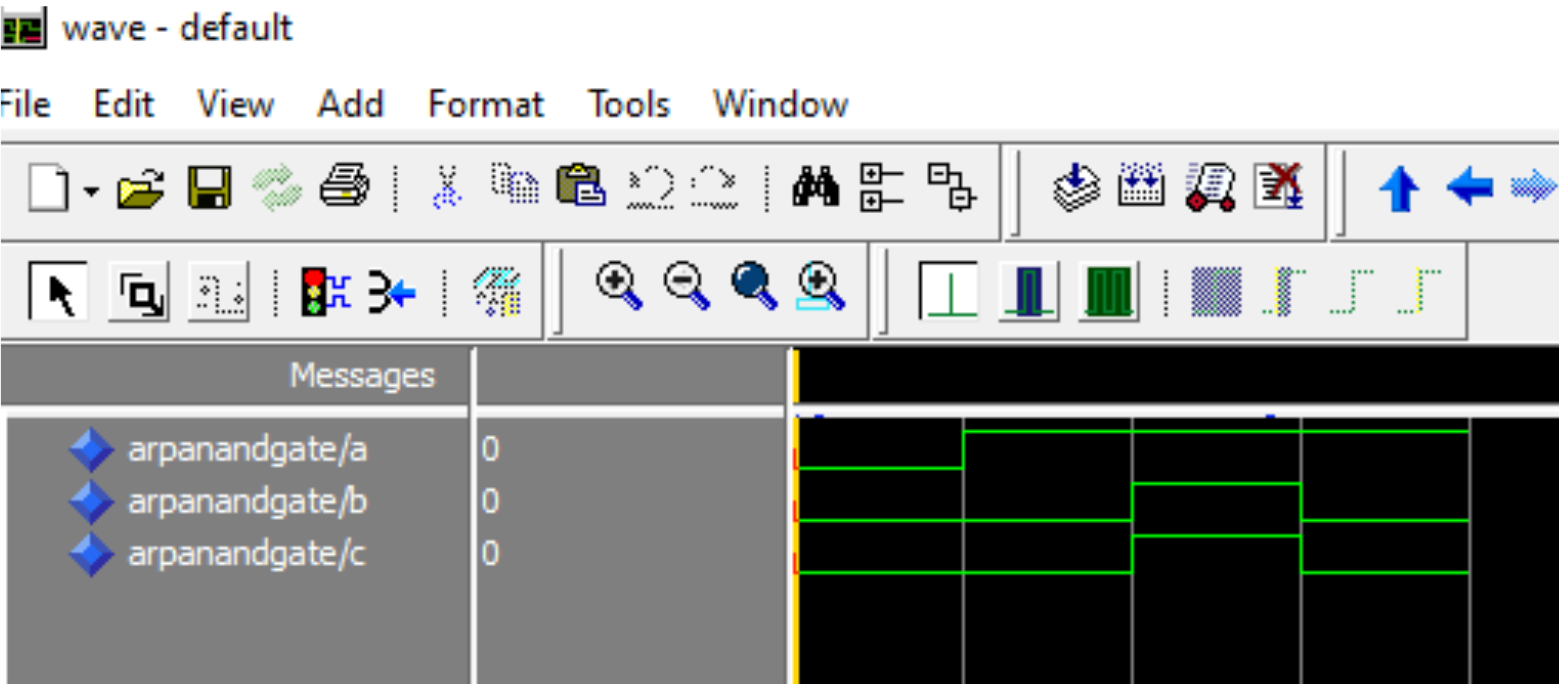 wave - default
File Edit View Add Format Tools Window
Messages
arpanandgate/a 0
arpanandgate/b 0
arpanandgate/c 0